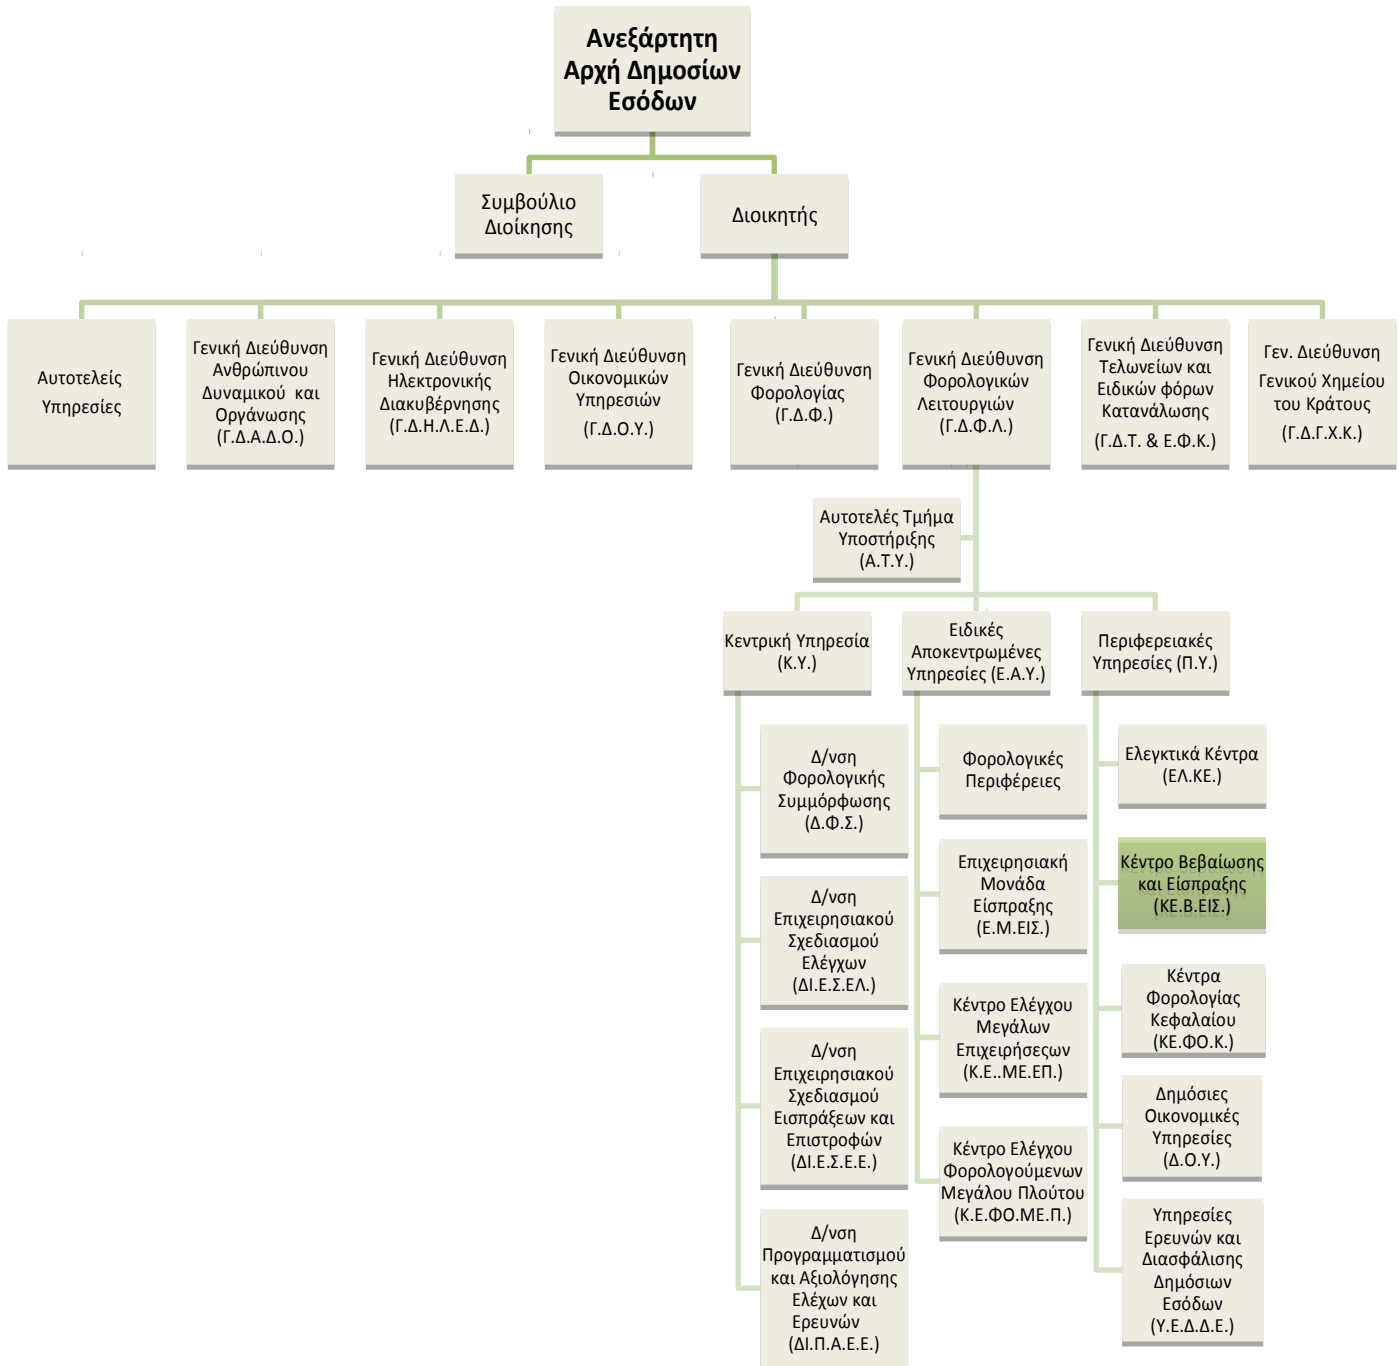 Ανεξάρτητη
Αρχή Δημοσίων
Εσόδων
Συμβούλιο
Διοίκησης
Διοικητής
Αυτοτελείς
Υπηρεσίες
Γενική Διεύθυνση
Ανθρώπινου
Δυναμικού και
Οργάνωσης
(Γ.Δ.Α.Δ.Ο.)
Γενική Διεύθυνση
Ηλεκτρονικής
Διακυβέρνησης
(Γ.Δ.Η.Λ.Ε.Δ.)
Γενική Διεύθυνση
Οικονομικών
Υπηρεσιών
(Γ.Δ.Ο.Υ.)
Γενική Διεύθυνση
Φορολογίας
(Γ.Δ.Φ.)
Γενική Διεύθυνση
Φορολογικών
Λειτουργιών
(Γ.Δ.Φ.Λ.)
Γενική Διεύθυνση
Τελωνείων και
Ειδικών φόρων
Κατανάλωσης
(Γ.Δ.Τ. & Ε.Φ.Κ.)
Γεν. Διεύθυνση
Γενικού Χημείου
του Κράτους
(Γ.Δ.Γ.Χ.Κ.)
Αυτοτελές Τμήμα
Υποστήριξης
(Α.Τ.Υ.)
Κεντρική Υπηρεσία
(Κ.Υ.)
Ειδικές
Αποκεντρωμένες
Υπηρεσίες (Ε.Α.Υ.)
Περιφερειακές
Υπηρεσίες (Π.Υ.)
Δ/νση
Φορολογικής
Συμμόρφωσης
(Δ.Φ.Σ.)
Δ/νση
Επιχειρησιακού
Σχεδιασμού
Ελέγχων
(ΔΙ.Ε.Σ.ΕΛ.)
Δ/νση
Επιχειρησιακού
Σχεδιασμού
Εισπράξεων και
Επιστροφών
(ΔΙ.Ε.Σ.Ε.Ε.)
Δ/νση
Προγραμματισμού
και Αξιολόγησης
Ελέχων και
Ερευνών
(ΔΙ.Π.Α.Ε.Ε.)
Φορολογικές
Περιφέρειες
Επιχειρησιακή
Μονάδα
Είσπραξης
(Ε.Μ.ΕΙΣ.)
Κέντρο Ελέγχου
Μεγάλων
Επιχειρήσεςων
(Κ.Ε..ΜΕ.ΕΠ.)
Κέντρο Ελέγχου
Φορολογούμενων
Μεγάλου Πλούτου
(Κ.Ε.ΦΟ.ΜΕ.Π.)
Ελεγκτικά Κέντρα
(ΕΛ.ΚΕ.)
Κέντρο Βεβαίωσης
και Είσπραξης
(ΚΕ.Β.ΕΙΣ.)
Κέντρα
Φορολογίας
Κεφαλαίου
(ΚΕ.ΦΟ.Κ.)
Δημόσιες
Οικονομικές
Υπηρεσίες
(Δ.Ο.Υ.)
Υπηρεσίες
Ερευνών και
Διασφάλισης
Δημόσιων
Εσόδων
(Υ.Ε.Δ.Δ.Ε.)